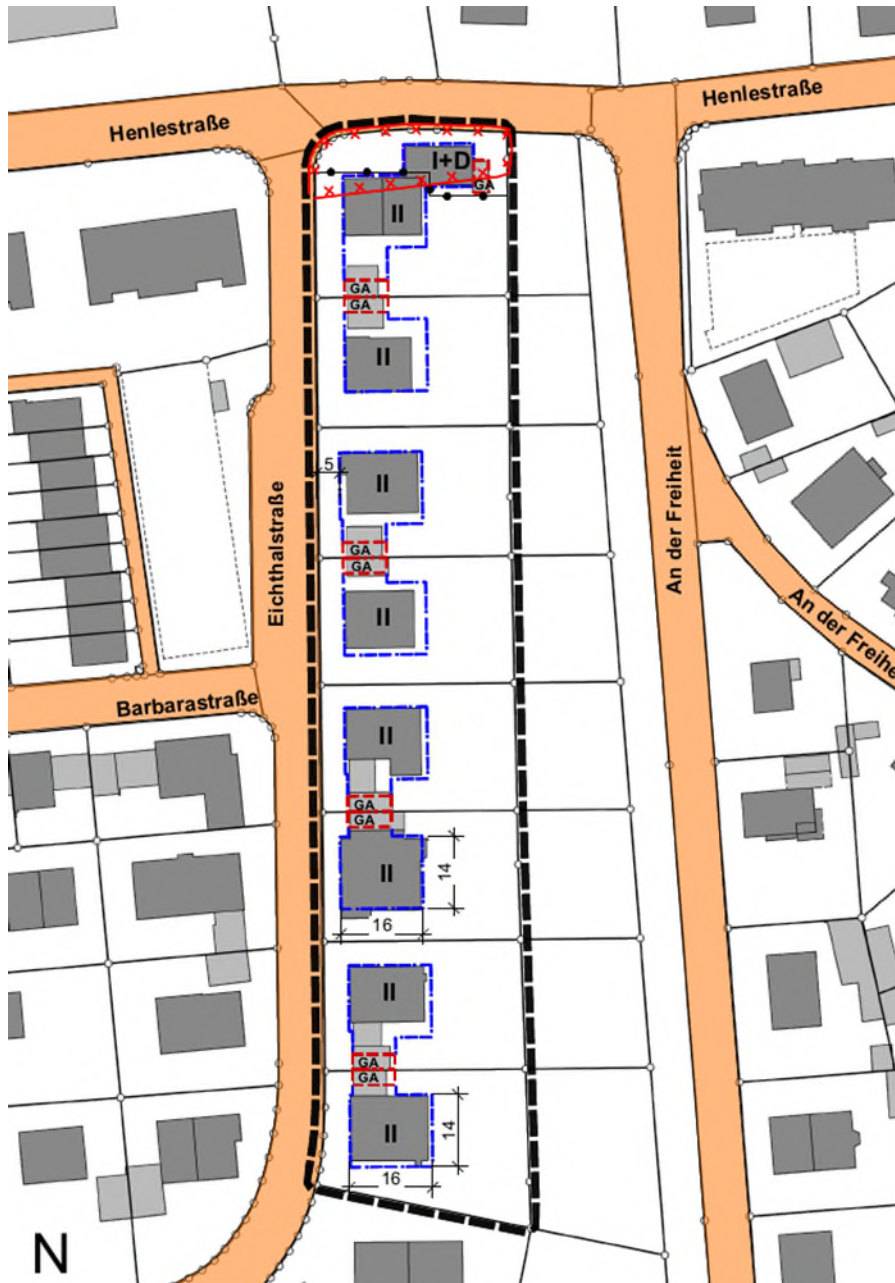 Henlestraße
Henlestraße
I+D
GA
II
GA
GA
II
5
II
GA
GA
II
Eichthalstraße
An der Freiheit
An der Freihe
Barbarastraße
II
GA
GA
II
14
16
II
GA
GA
II
14
16
N